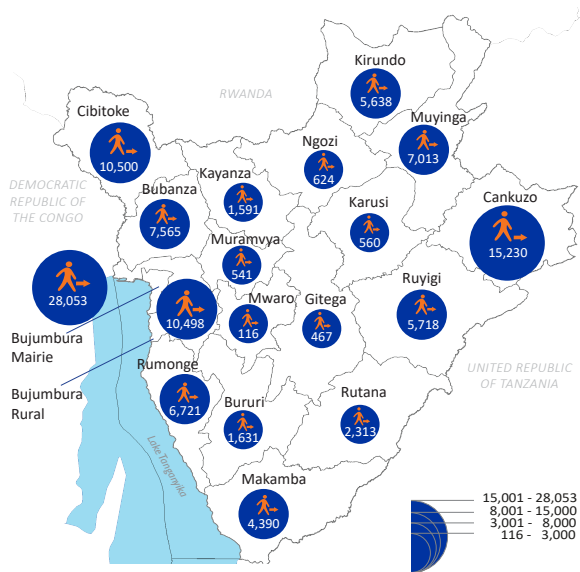 Kirundo
5,638
RWANDA
Cibitoke
10,500
Muyinga
7,013
Ngozi
624
Kayanza
1,591
DEMOCRATIC
REPUBLIC OF
THE CONGO
Bubanza
7,565
Karusi
560
Cankuzo
15,230
Muramvya
541
28,053
Bujumbura
Mairie
10,498
Mwaro
116
Gitega
467
Ruyigi
5,718
Bujumbura
Rural
Rumonge
6,721
UNITED REPUBLIC
OF TANZANIA
Bururi
1,631
Rutana
2,313
Lake Tanganyika
Makamba
4,390
15,001 - 28,053
8,001 - 15,000
3,001 - 8,000
116 - 3,000